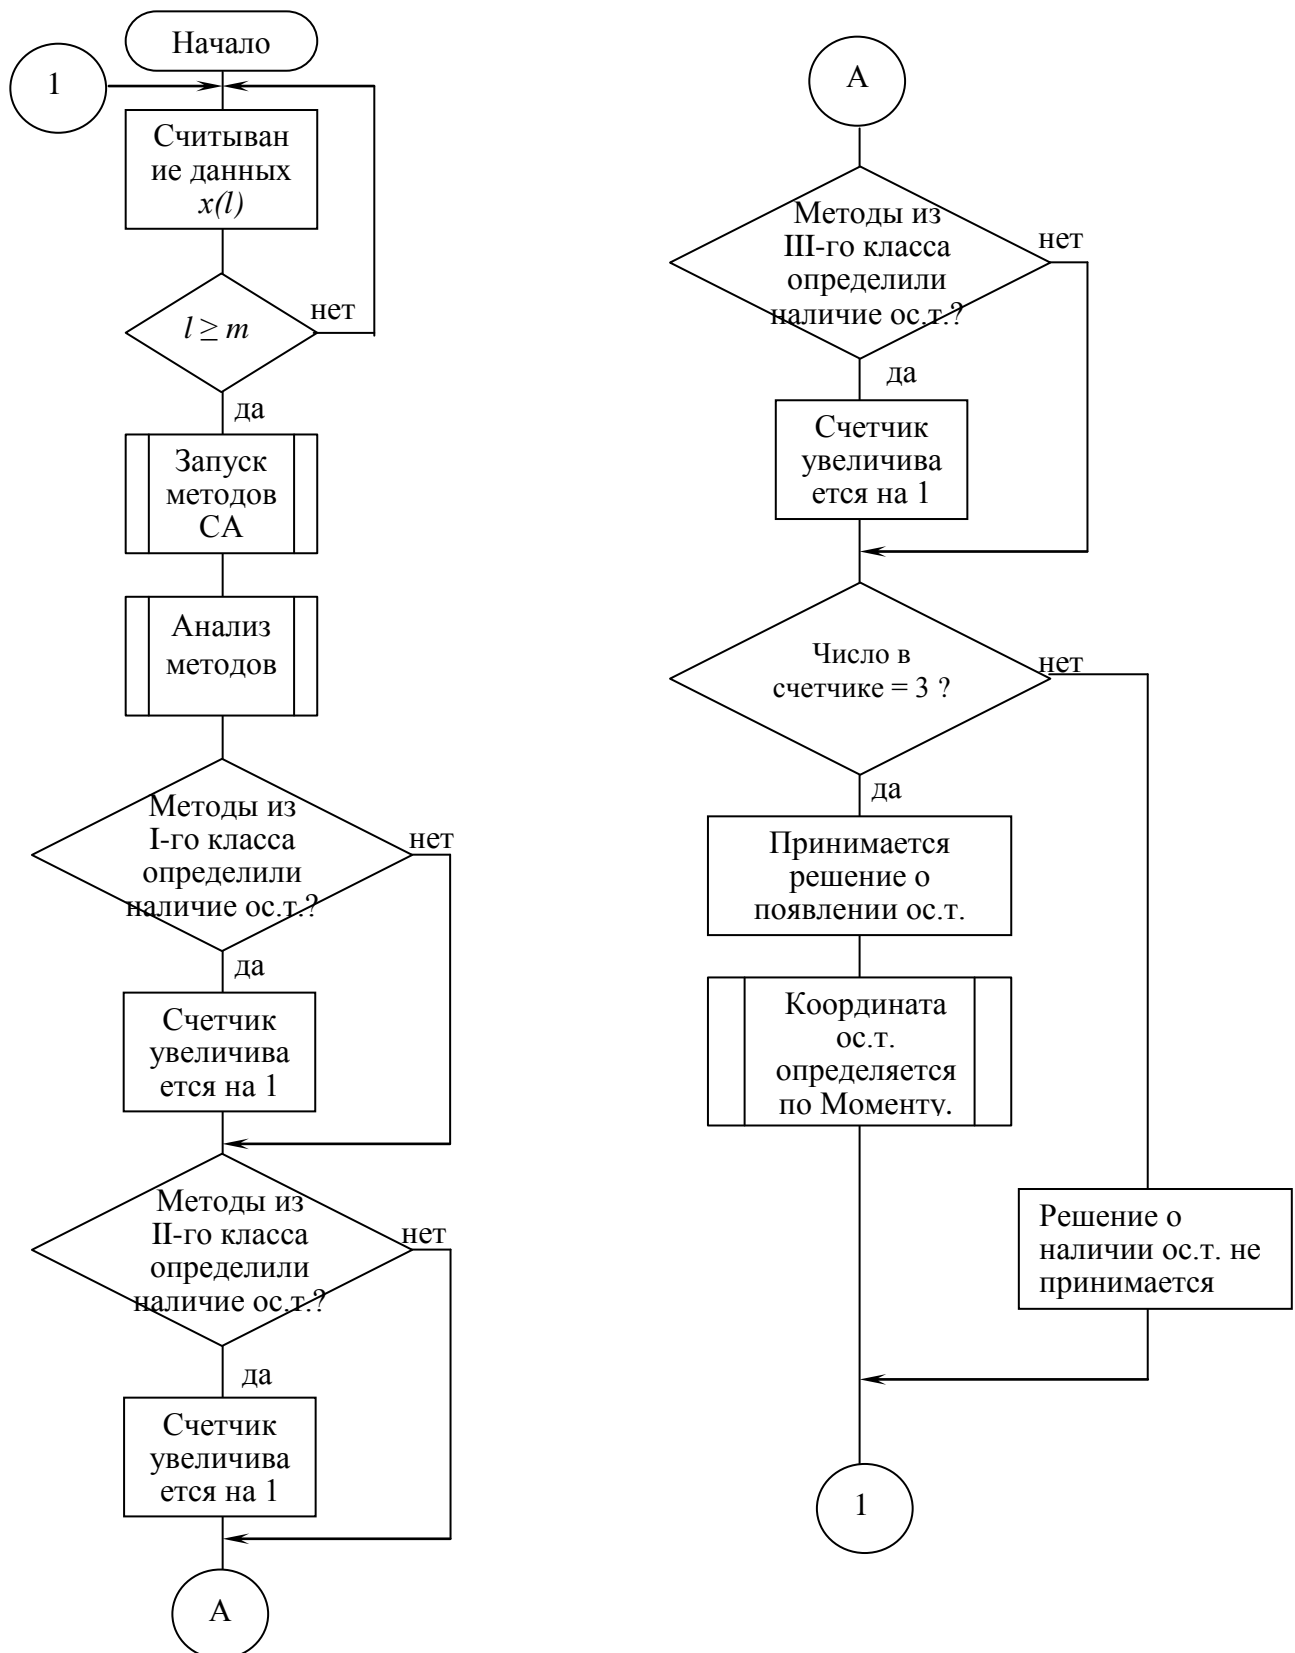 Начало
1
Считыван
ие данных
x(l)
нет
l ≥ m
да
Запуск
методов
СА
Анализ
методов
Методы из
I-го класса
определили
наличие ос.т.?
нет
да
Счетчик
увеличива
ется на 1
Методы из
II-го класса
определили
наличие ос.т.?
нет
да
Счетчик
увеличива
ется на 1
А
А
Методы из
III-го класса
определили
наличие ос.т.?
нет
да
Счетчик
увеличива
ется на 1
Число в
счетчике = 3 ?
нет
да
Принимается
решение о
появлении ос.т.
Координата
ос.т.
определяется
по Моменту.
Решение о
наличии ос.т. не
принимается
1